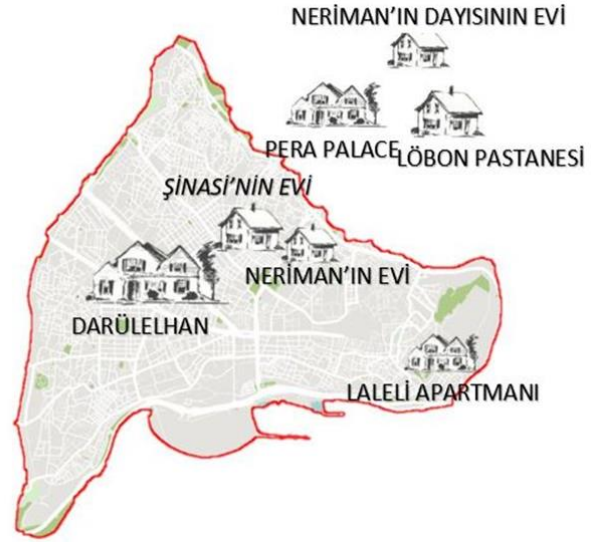 NERİMAN'IN DAYISININ EVİ
PERA PALACE
LÖBON PASTANESİ
ŞİNASİ'NİN EVİ
NERİMAN'IN EVİ
DARÜLELHAN
LALELİ APARTMANI